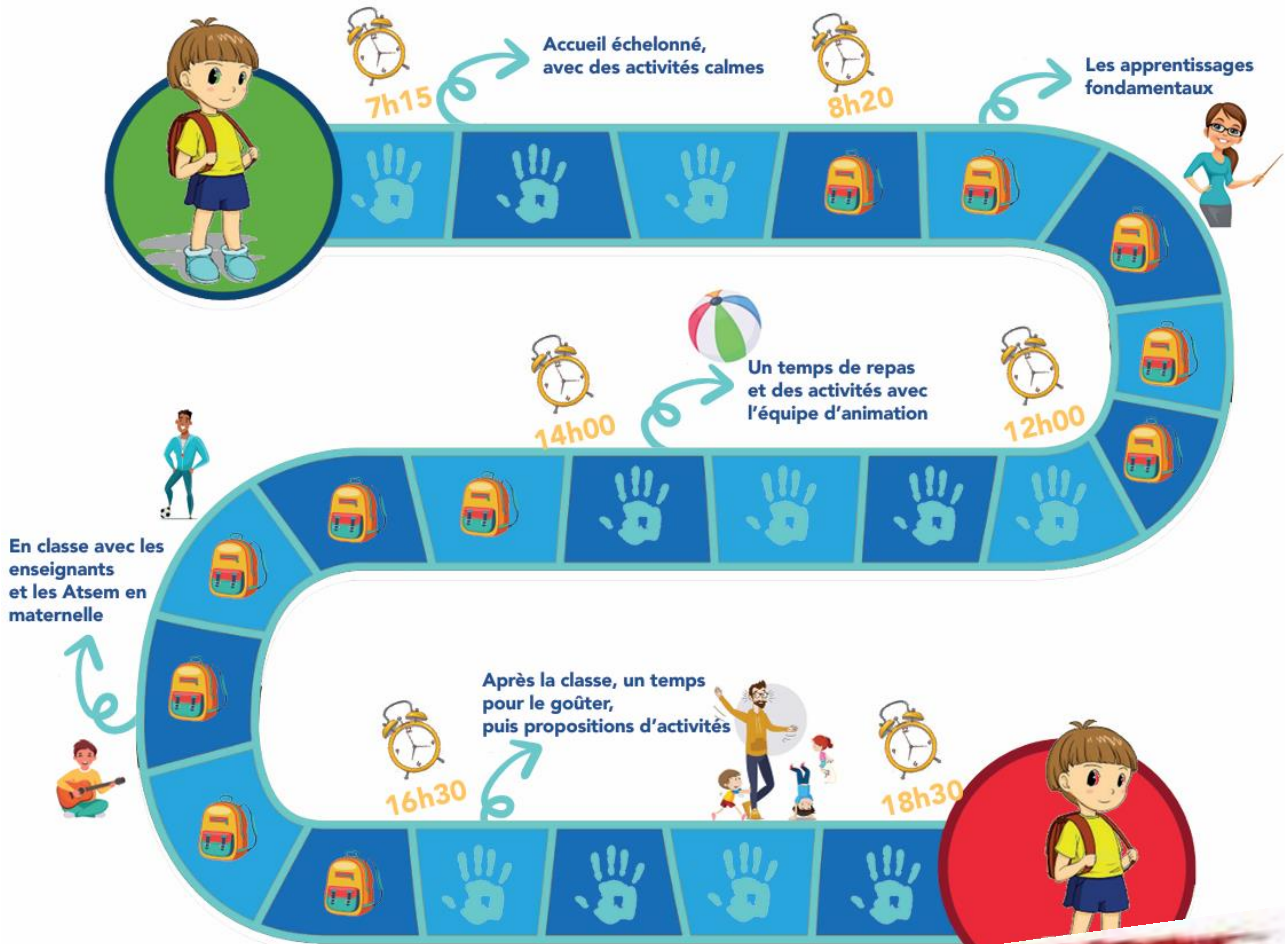 7h15
Accueil échelonné,
avec des activités calmes
8h20
Les apprentissages
fondamentaux
12h00
Un temps de repas
et des activités avec
l'équipe d'animation
14h00
En classe avec les
enseignants
et les Atsem en
maternelle
16h30
Après la classe, un temps
pour le goûter,
puis propositions d'activités
18h30